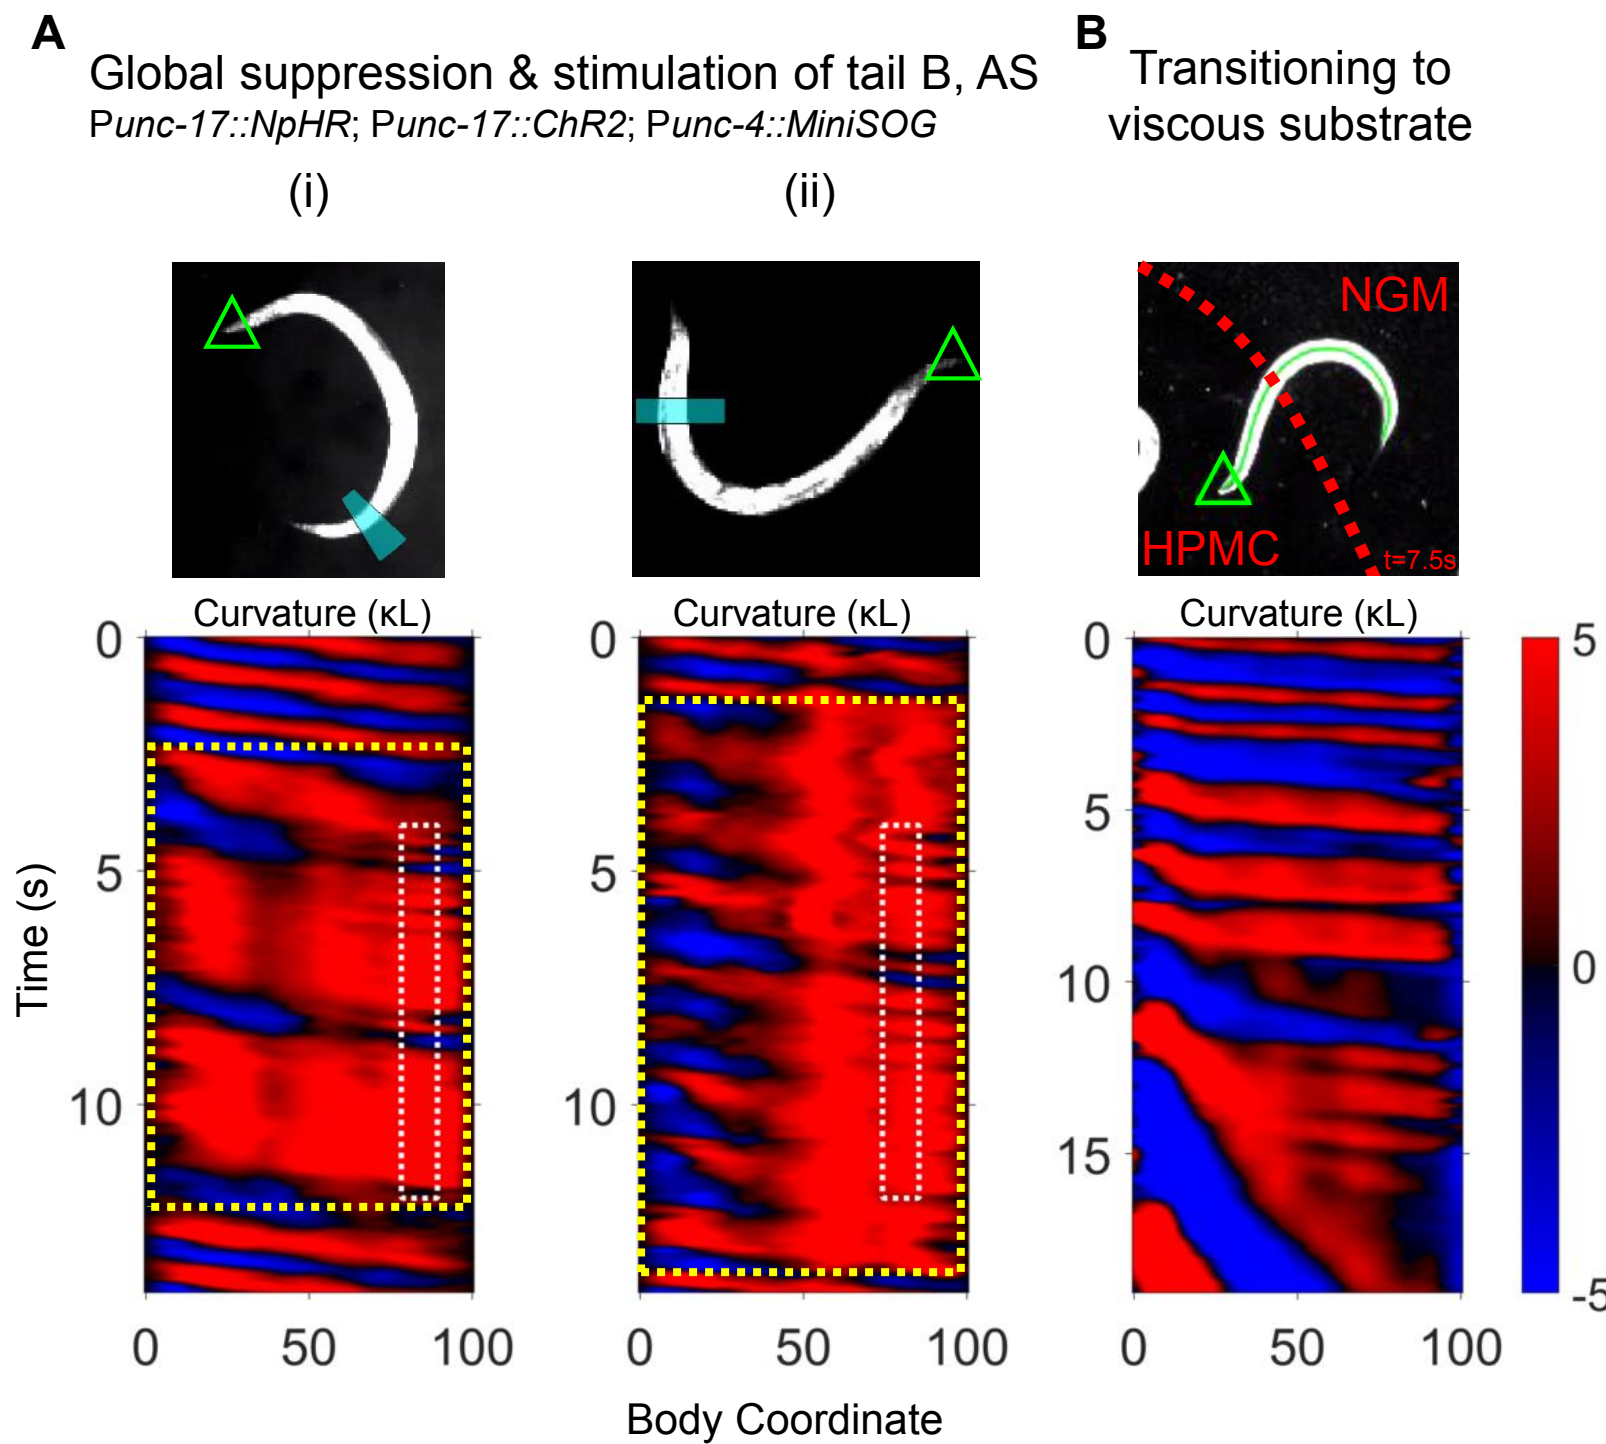 A
Global suppression & stimulation of tail B, AS
Punc-17::NpHR; Punc-17::ChR2; Punc-4::MiniSOG
(i)
(ii)
B
Transitioning to
viscous substrate
NGM
HPMC
t=7.5s
Curvature (κL)
Curvature (κL)
Curvature (κL)
Time (s)
0
5
10
0
50
100
0
5
10
0
50
100
0
5
10
15
0
50
100
5
0
-5
Body Coordinate